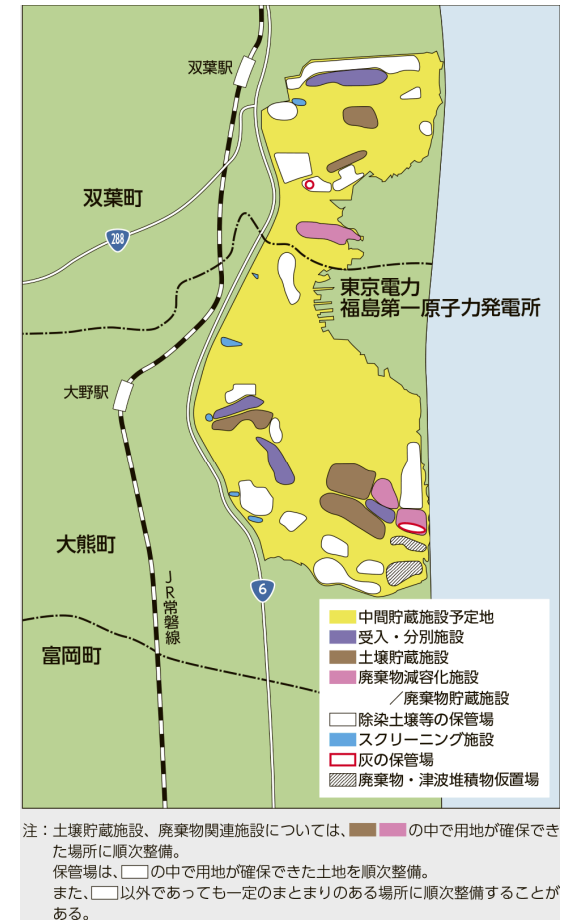 双葉駅
双葉町
288
東京電力
福島第一原子力発電所
大野駅
大熊町
JR常磐線
6
富岡町
中間貯蔵施設予定地
受入・分別施設
土壌貯蔵施設
廃棄物減容化施設
／廃棄物貯蔵施設
除染土壌等の保管場
スクリーニング施設
灰の保管場
廃棄物・津波堆積物仮置場
注：土壌貯蔵施設、廃棄物関連施設については、の中で用地が確保でき
た場所に順次整備。
保管場は、の中で用地が確保できた土地を順次整備。
また、以外であっても一定のまとまりのある場所に順次整備することが
ある。